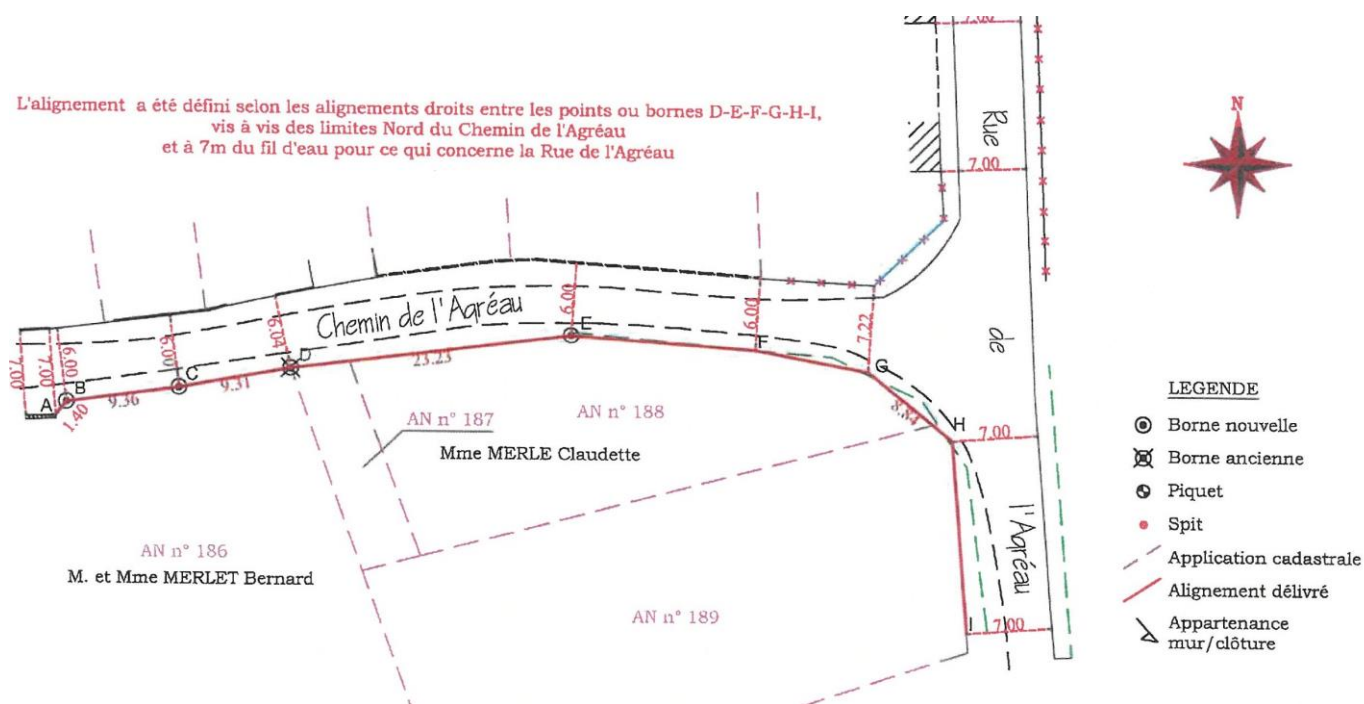 7.00
L'alignement a été défini selon les alignements droits entre les points ou bornes D-E-F-G-H-I,
vis à vis des limites Nord du Chemin de l'Agréau
et à 7m du fil d'eau pour ce qui concerne la Rue de l'Agréau
Rue
N
7.00
Chemin de l'Agréau
6.00
6.00
7.22
de
7.00
7.00
6.00
6.00
6.04
A
B
C
D
E
F
G
H
1.40
9.36
9.31
23.23
8.84
7.00
AN n° 187
AN n° 188
Mme MERLE Claudette
AN n° 186
M. et Mme MERLET Bernard
AN n° 189
l'Agréau
I
7.00
LEGENDE
Borne nouvelle
Borne ancienne
Piquet
Spit
Application cadastrale
Alignement délivré
Appartenance
mur/clôture